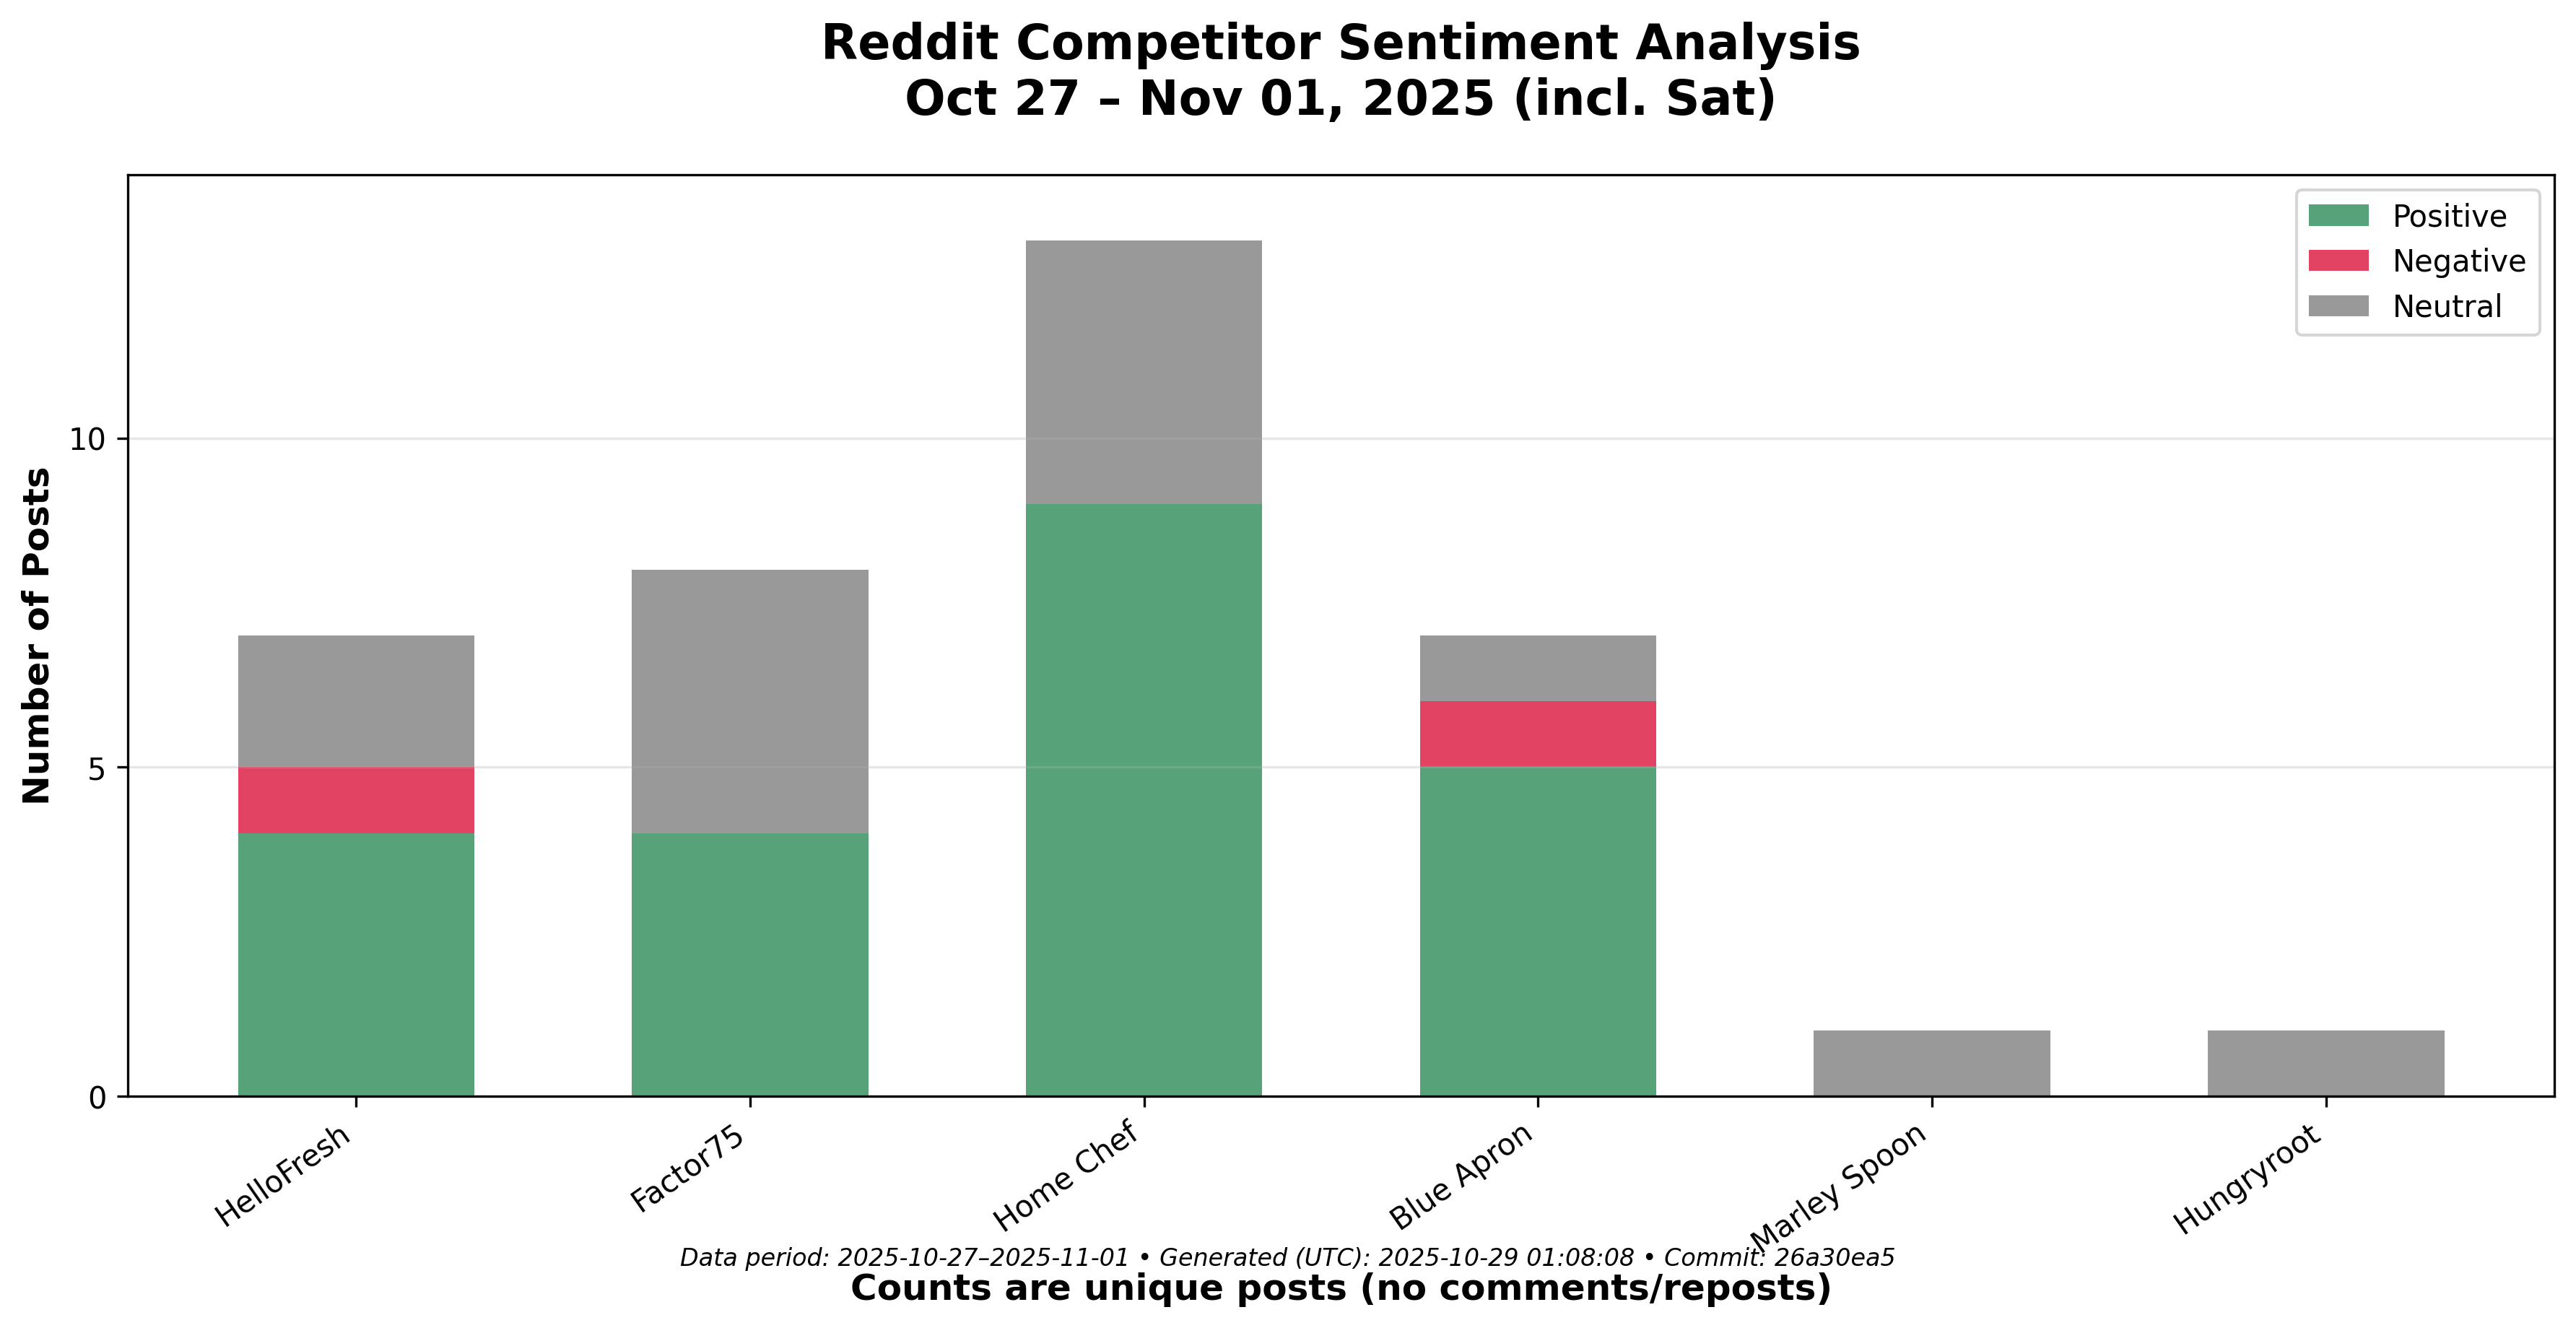 Reddit Competitor Sentiment Analysis
Oct 27 – Nov 01, 2025 (incl. Sat)
Positive
Negative
Neutral
Number of Posts
10
5
0
HelloFresh
Factor75
Home Chef
Blue Apron
Marley Spoon
Hungryroot
Data period: 2025-10-27–2025-11-01 • Generated (UTC): 2025-10-29 01:08:08 • Commit: 26a30ea5
Counts are unique posts (no comments/reposts)